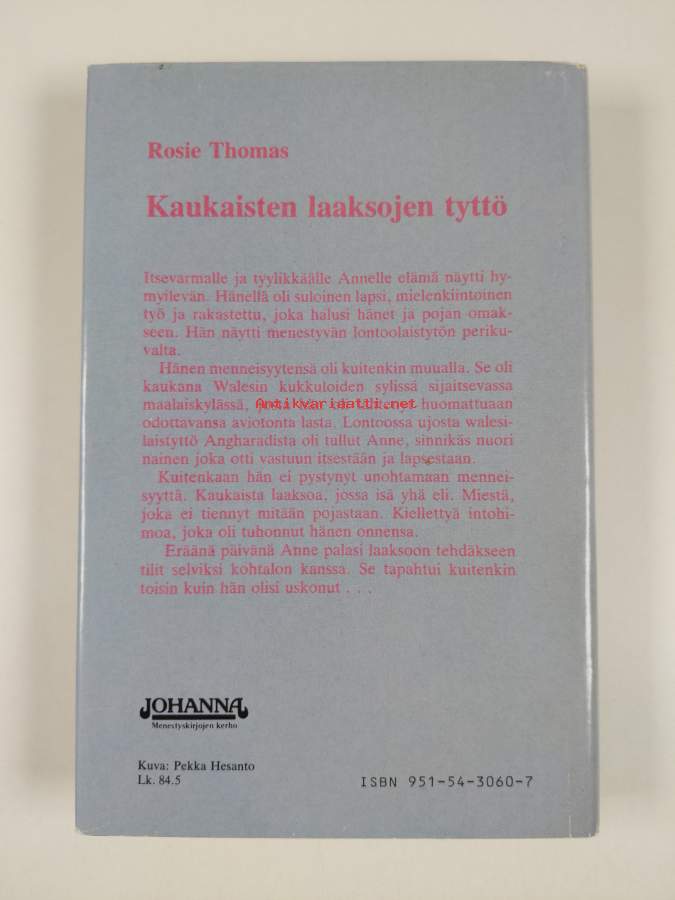 Rosie Thomas
Kaukaisten laaksojen tyttö
Itsevarmalle ja tyylikkäälle Annelle elämä näytti hy-
myilevän. Hänellä oli suloinen lapsi, mielenkiintoinen
työ ja rakastettu, joka halusi hänet ja pojan omak-
seen. Hän näytti menestyvän lontoolaistytön periku-
valta.
Hänen menneisyytensä oli kuitenkin muualla. Se oli
kaukana Walesin kukkuloiden sylissä sijaitsevassa
maalaiskylässä, huomattuaan
Antikvariaatti.net
odottavansa aviotonta lasta. Lontoossa ujosta walesi-
laistyttö Angharadista oli tullut Anne, sinnikäs nuori
nainen joka otti vastuun itsestään ja lapsestaan.
Kuitenkaan hän ei pystynyt unohtamaan mennei-
syyttä. Kaukaista laaksoa, jossa isä yhä eli. Miestä,
joka ei tiennyt mitään pojastaan. Kiellettyä intohi-
moa, joka oli tuhonnut hänen onnensa.
Eräänä päivänä Anne palasi laaksoon tehdäkseen
tilit selviksi kohtalon kanssa. Se tapahtui kuitenkin
toisin kuin hän olisi uskonut . . .
JOHANNA
Menestyskirjojen kerho
Kuva: Pekka Hesanto
Lk. 84.5
ISBN 951-54-3060-7